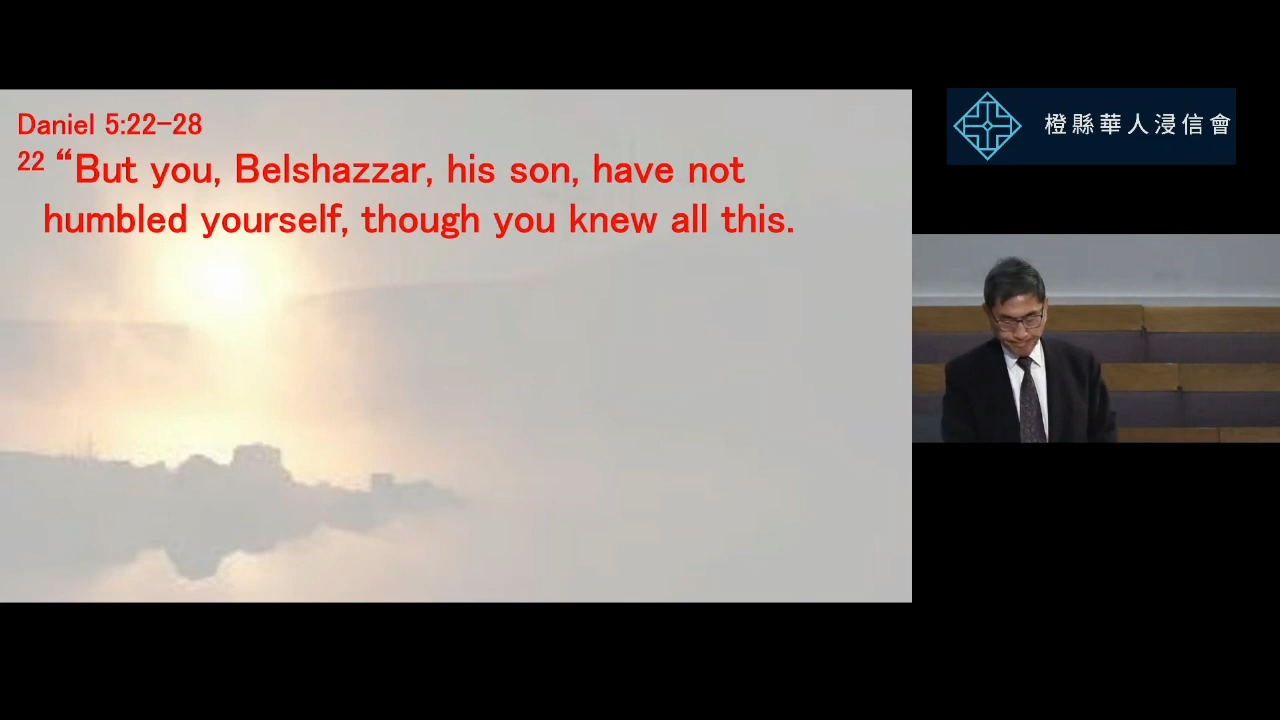 Daniel 5:22-28
22 “But you, Belshazzar, his son, have not
humbled yourself, though you knew all this.
橙縣華人浸信會